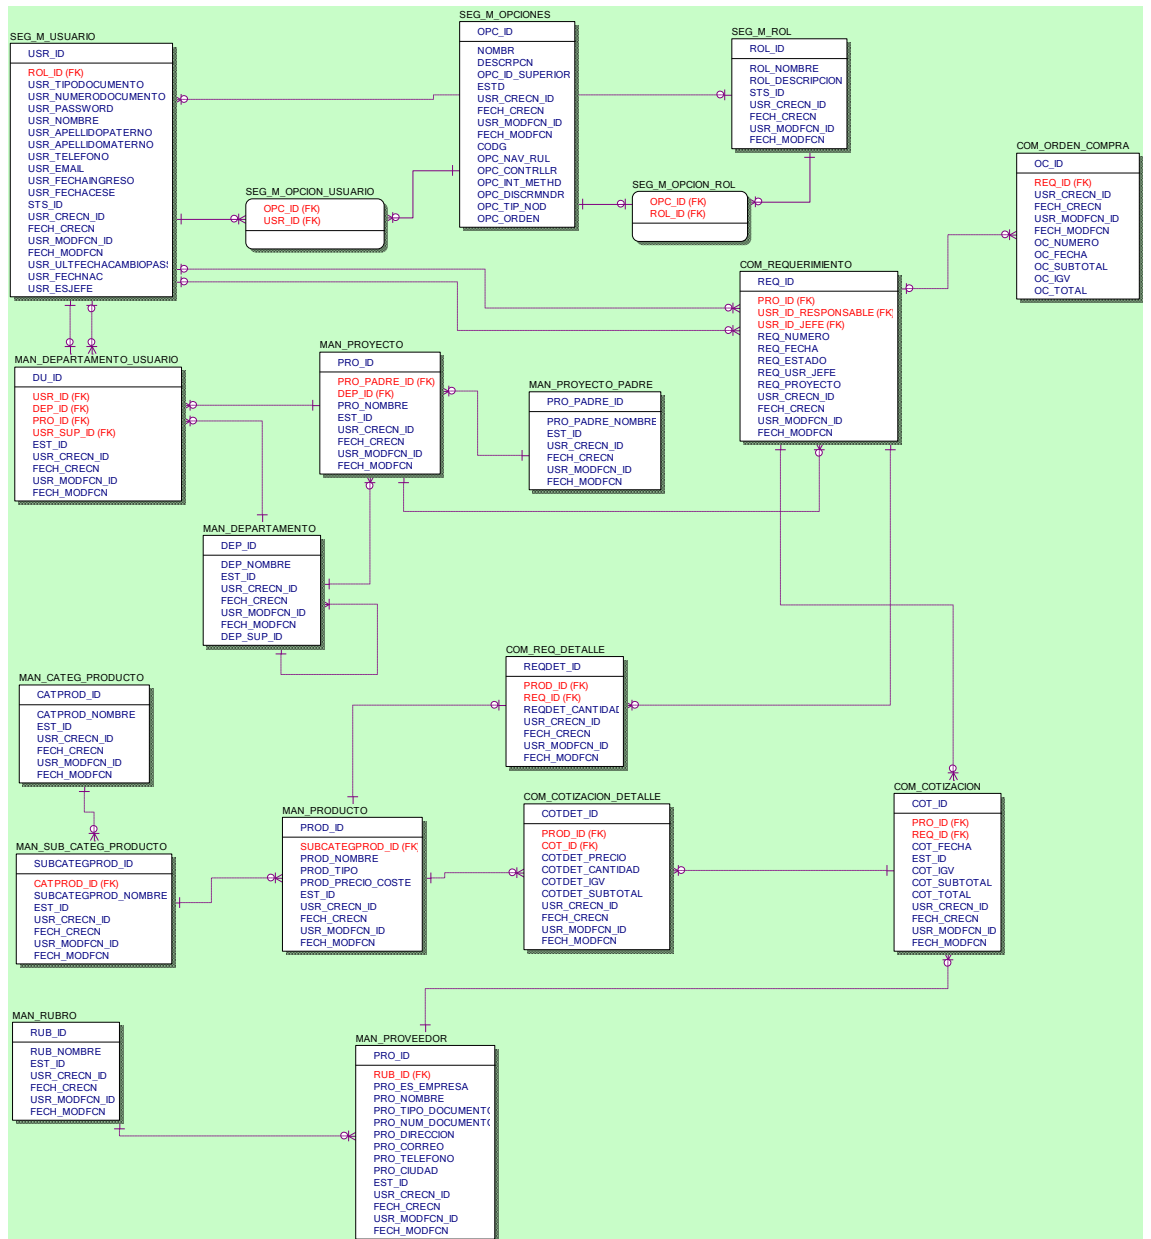 SEG_M_USUARIO
USR_ID
ROL_ID (FK)
USR_TIPODOCUMENTO
USR_NUMERODOCUMENTO
USR_PASSWORD
USR_NOMBRE
USR_APELLIDOPATERNO
USR_APELLIDOMATERNO
USR_TELEFONO
USR_EMAIL
USR_FECHAINGRESO
USR_FECHACESE
STS_ID
USR_CRECN_ID
FECH_CRECN
USR_MODFCN_ID
FECH_MODFCN
USR_ULTFECHACAMBIOPAS
USR_FECHNAC
USR_ESJEFE
SEG_M_OPCIONES
OPC_ID
NOMBR
DESCRPCN
OPC_ID_SUPERIOR
ESTD
USR_CRECN_ID
FECH_CRECN
USR_MODFCN_ID
FECH_MODFCN
CODG
OPC_NAV_RUL
OPC_CONTRLLR
OPC_INT_METHD
OPC_DISCRMNDR
OPC_TIP_NOD
OPC_ORDEN
SEG_M_ROL
ROL_ID
ROL_NOMBRE
ROL_DESCRIPCION
STS_ID
USR_CRECN_ID
FECH_CRECN
USR_MODFCN_ID
FECH_MODFCN
COM_ORDEN_COMPRA
OC_ID
REQ_ID (FK)
USR_CRECN_ID
FECH_CRECN
USR_MODFCN_ID
FECH_MODFCN
OC_NUMERO
OC_FECHA
OC_SUBTOTAL
OC_IGV
OC_TOTAL
SEG_M_OPCION_USUARIO
OPC_ID (FK)
USR_ID (FK)
SEG_M_OPCION_ROL
OPC_ID (FK)
ROL_ID (FK)
COM_REQUERIMIENTO
REQ_ID
PRO_ID (FK)
USR_ID_RESPONSABLE (FK)
USR_ID_JEFE (FK)
REQ_NUMERO
REQ_FECHA
REQ_ESTADO
REQ_USR_JEFE
REQ_PROYECTO
USR_CRECN_ID
FECH_CRECN
USR_MODFCN_ID
FECH_MODFCN
MAN_DEPARTAMENTO_USUARIO
DU_ID
USR_ID (FK)
DEP_ID (FK)
PRO_ID (FK)
USR_SUP_ID (FK)
EST_ID
USR_CRECN_ID
FECH_CRECN
USR_MODFCN_ID
FECH_MODFCN
MAN_PROYECTO
PRO_ID
PRO_PADRE_ID (FK)
DEP_ID (FK)
PRO_NOMBRE
EST_ID
USR_CRECN_ID
FECH_CRECN
USR_MODFCN_ID
FECH_MODFCN
MAN_PROYECTO_PADRE
PRO_PADRE_ID
PRO_PADRE_NOMBRE
EST_ID
USR_CRECN_ID
FECH_CRECN
USR_MODFCN_ID
FECH_MODFCN
MAN_DEPARTAMENTO
DEP_ID
DEP_NOMBRE
EST_ID
USR_CRECN_ID
FECH_CRECN
USR_MODFCN_ID
FECH_MODFCN
DEP_SUP_ID
COM_REQ_DETALLE
REQDET_ID
PROD_ID (FK)
REQ_ID (FK)
REQDET_CANTIDAD
USR_CRECN_ID
FECH_CRECN
USR_MODFCN_ID
FECH_MODFCN
MAN_CATEG_PRODUCTO
CATPROD_ID
CATPROD_NOMBRE
EST_ID
USR_CRECN_ID
FECH_CRECN
USR_MODFCN_ID
FECH_MODFCN
MAN_SUB_CATEG_PRODUCTO
SUBCATEGPROD_ID
CATPROD_ID (FK)
SUBCATEGPROD_NOMBRE
EST_ID
USR_CRECN_ID
FECH_CRECN
USR_MODFCN_ID
FECH_MODFCN
MAN_PRODUCTO
PROD_ID
SUBCATEGPROD_ID (FK)
PROD_NOMBRE
PROD_TIPO
PROD_PRECIO_COSTE
EST_ID
USR_CRECN_ID
FECH_CRECN
USR_MODFCN_ID
FECH_MODFCN
COM_COTIZACION_DETALLE
COTDET_ID
PROD_ID (FK)
COT_ID (FK)
COTDET_PRECIO
COTDET_CANTIDAD
COTDET_IGV
COTDET_SUBTOTAL
USR_CRECN_ID
FECH_CRECN
USR_MODFCN_ID
FECH_MODFCN
COM_COTIZACION
COT_ID
PRO_ID (FK)
REQ_ID (FK)
COT_FECHA
EST_ID
COT_IGV
COT_SUBTOTAL
COT_TOTAL
USR_CRECN_ID
FECH_CRECN
USR_MODFCN_ID
FECH_MODFCN
MAN_RUBRO
RUB_ID
RUB_NOMBRE
EST_ID
USR_CRECN_ID
FECH_CRECN
USR_MODFCN_ID
FECH_MODFCN
MAN_PROVEEDOR
PRO_ID
RUB_ID (FK)
PRO_ES_EMPRESA
PRO_NOMBRE
PRO_TIPO_DOCUMENTO
PRO_NUM_DOCUMENTO
PRO_DIRECCION
PRO_CORREO
PRO_TELEFONO
PRO_CIUDAD
EST_ID
USR_CRECN_ID
FECH_CRECN
USR_MODFCN_ID
FECH_MODFCN